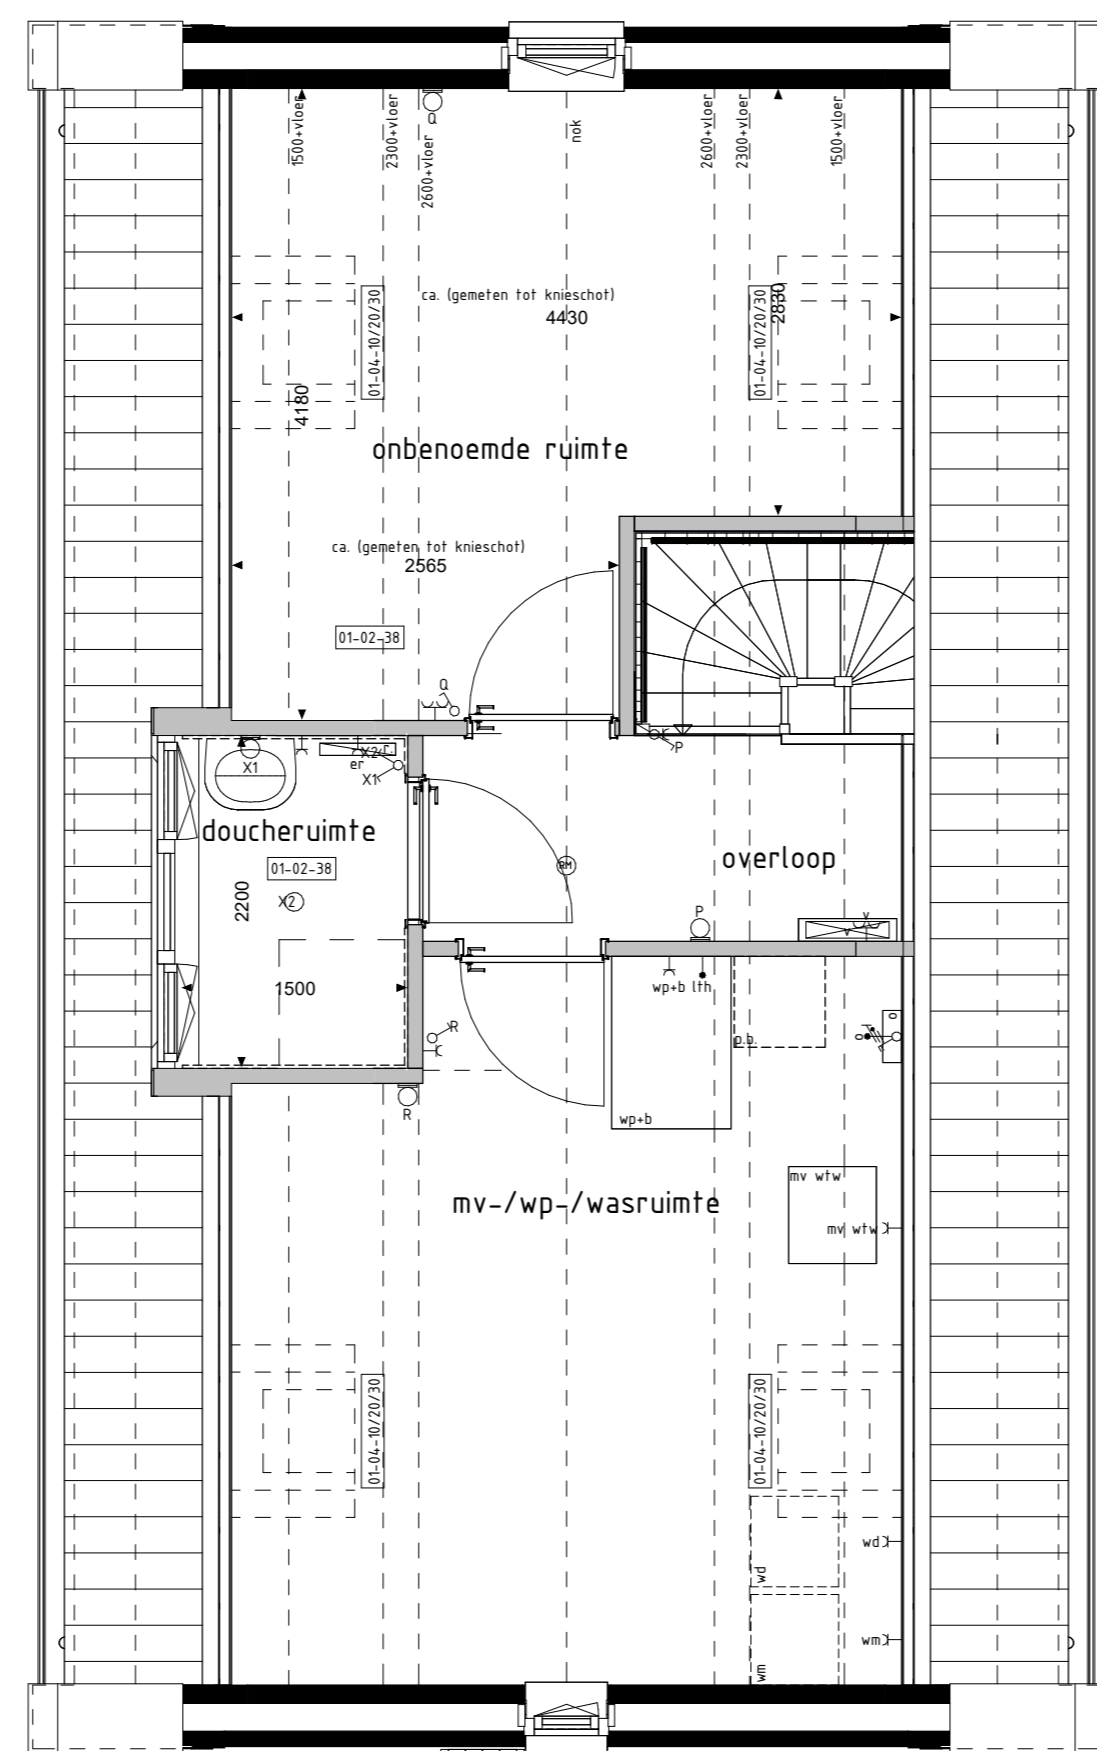 1500+vloer
2300+vloer
2600+vloer
Q
nok
2600+vloer
2300+vloer
1500+vloer
ca. (gemeten tot knieschot)
4430
2830
01-04-10/20/30
01-04-10/20/30
4180
onbenoemde ruimte
ca. (gemeten tot knieschot)
2565
01-02-38
Q
P
X1
X2
er
X1
doucheruimte
01-02-38
X2
2200
1500
RM
overloop
P
v
wp+b lth
p.b.
o
o
R
R
wp+b
mv-/wp-/wasruimte
mv wtw
mv wtw
01-04-10/20/30
01-04-10/20/30
wd
wd
wm
wm